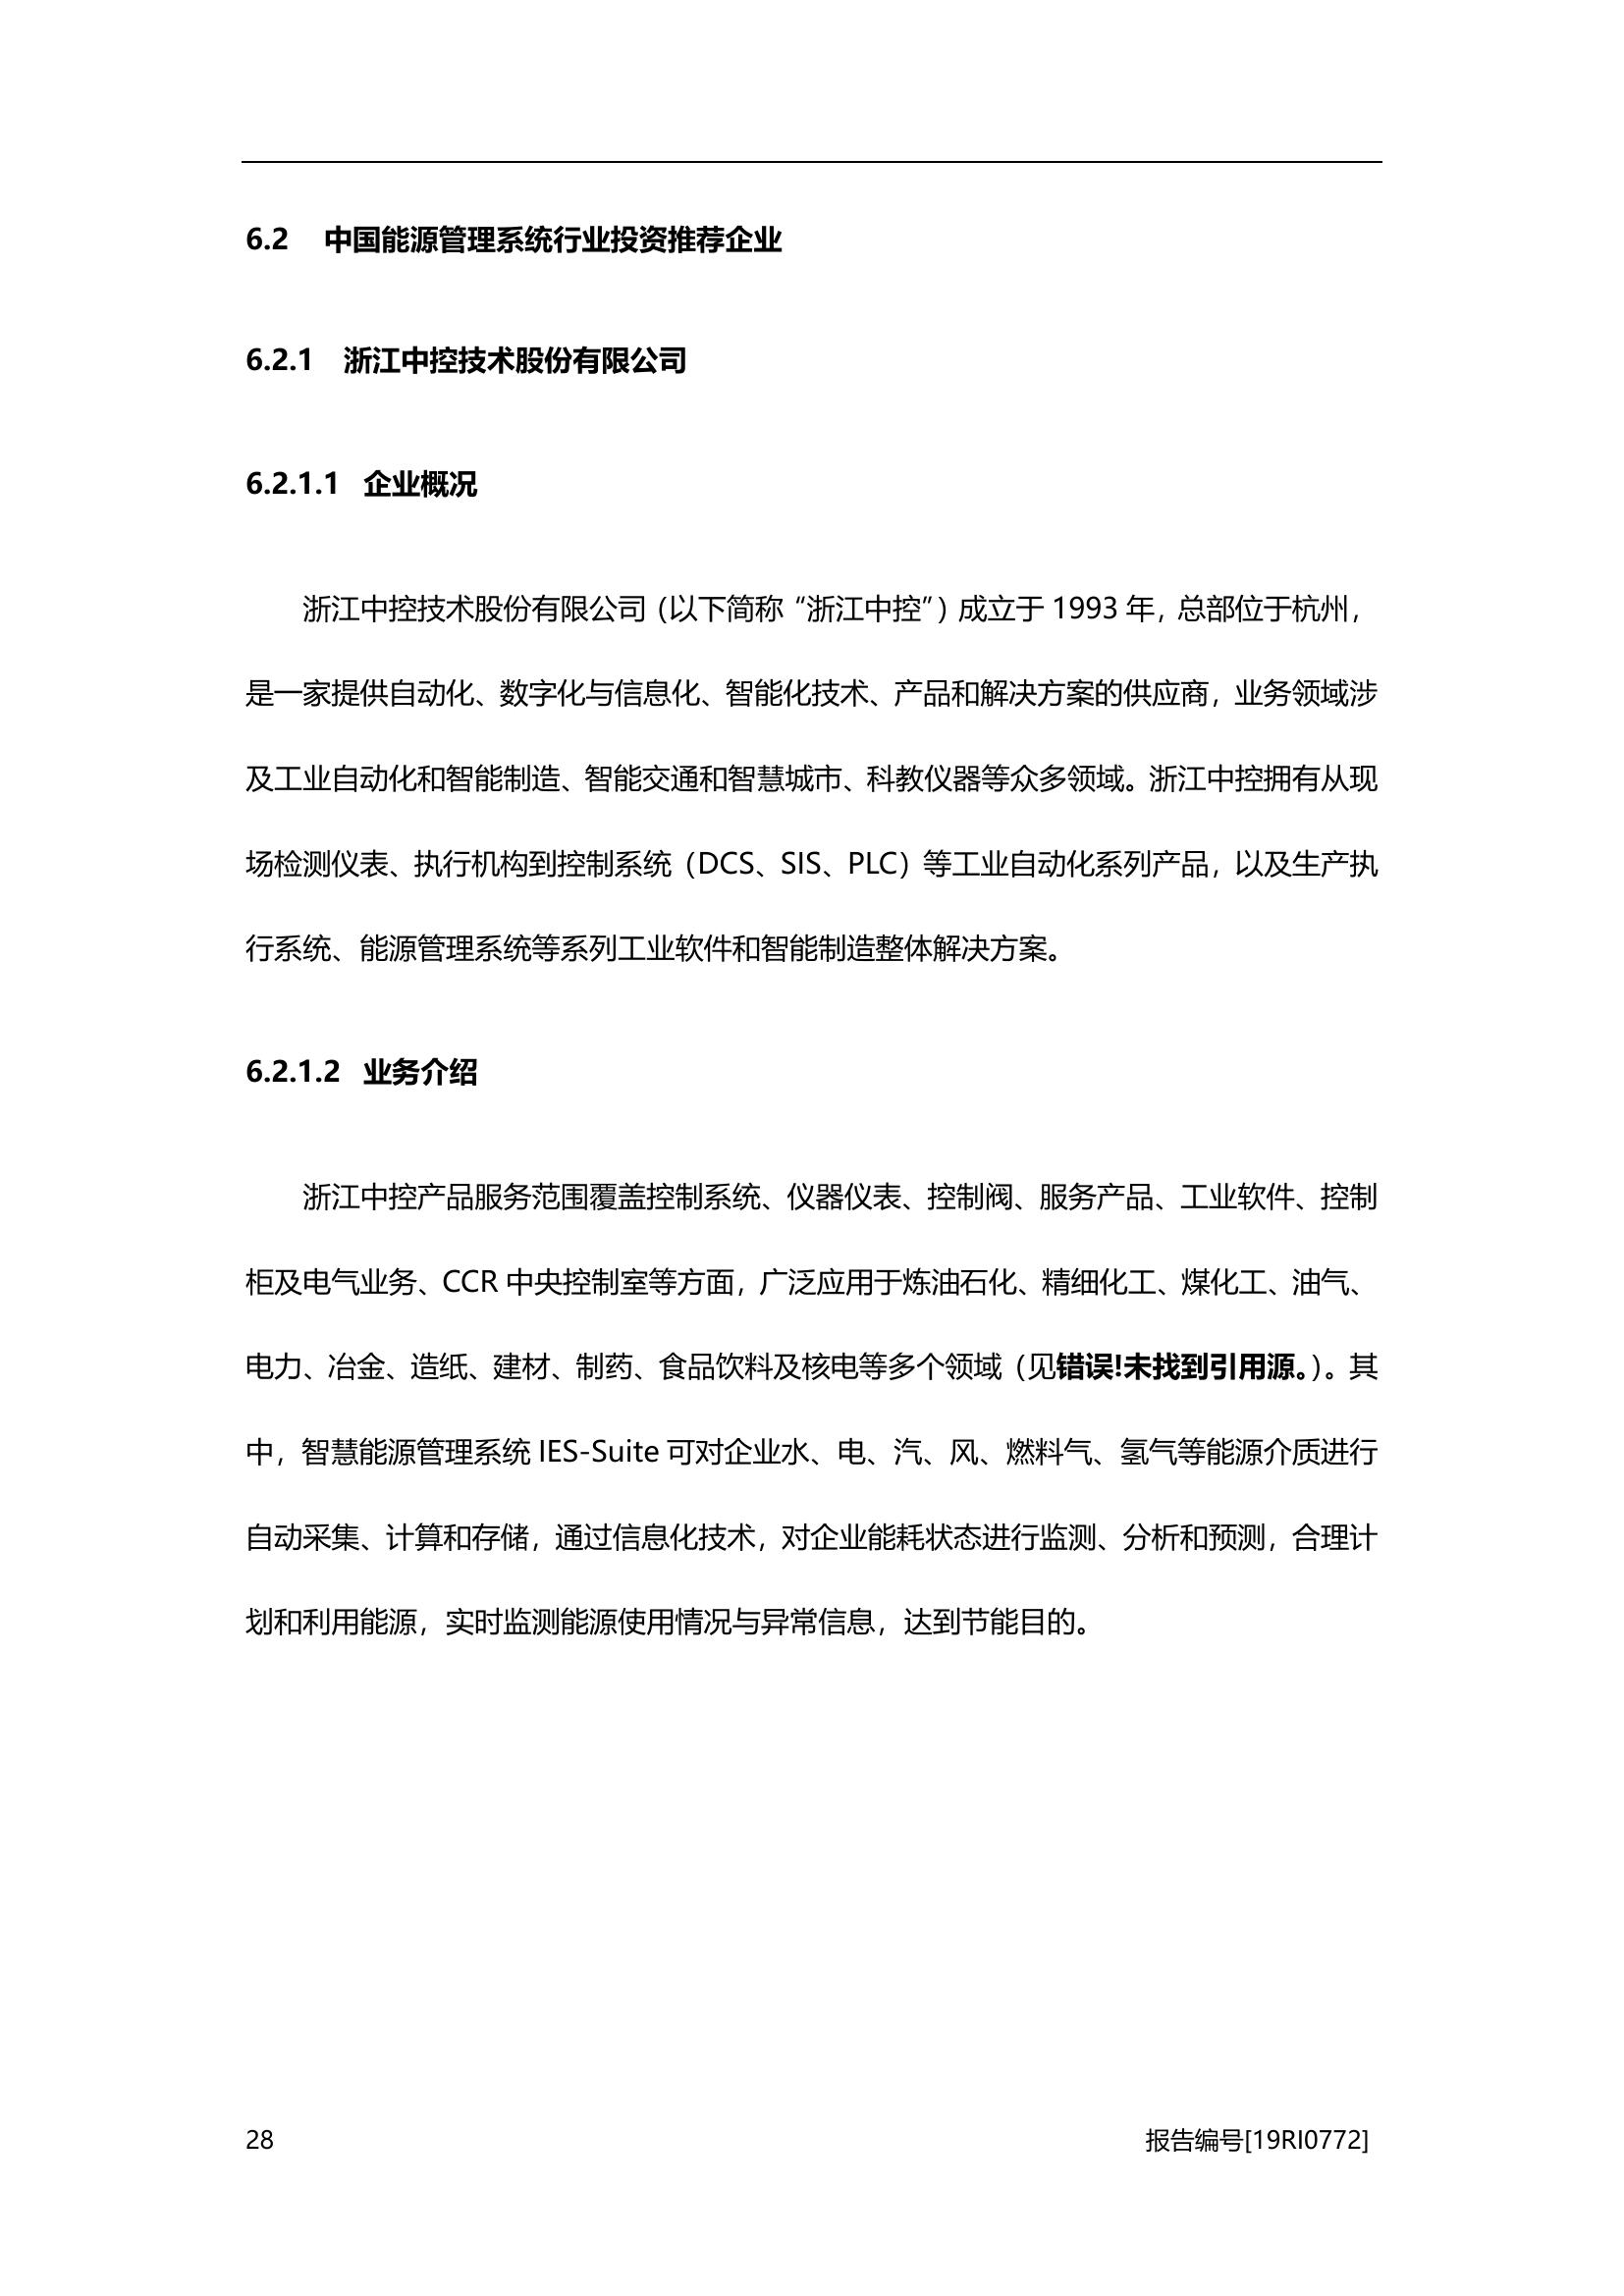 6.2 中国能源管理系统行业投资推荐企业
6.2.1 浙江中控技术股份有限公司
6.2.1.1 企业概况
浙江中控技术股份有限公司（以下简称“浙江中控”）成立于 1993 年，总部位于杭州，
是一家提供自动化、数字化与信息化、智能化技术、产品和解决方案的供应商，业务领域涉
及工业自动化和智能制造、智能交通和智慧城市、科教仪器等众多领域。浙江中控拥有从现
场检测仪表、执行机构到控制系统（DCS、SIS、PLC）等工业自动化系列产品，以及生产执
行系统、能源管理系统等系列工业软件和智能制造整体解决方案。
6.2.1.2 业务介绍
浙江中控产品服务范围覆盖控制系统、仪器仪表、控制阀、服务产品、工业软件、控制
柜及电气业务、CCR 中央控制室等方面，广泛应用于炼油石化、精细化工、煤化工、油气、
电力、冶金、造纸、建材、制药、食品饮料及核电等多个领域（见错误!未找到引用源。）。其
中，智慧能源管理系统 IES-Suite 可对企业水、电、汽、风、燃料气、氢气等能源介质进行
自动采集、计算和存储，通过信息化技术，对企业能耗状态进行监测、分析和预测，合理计
划和利用能源，实时监测能源使用情况与异常信息，达到节能目的。
28 报告编号[19RI0772]